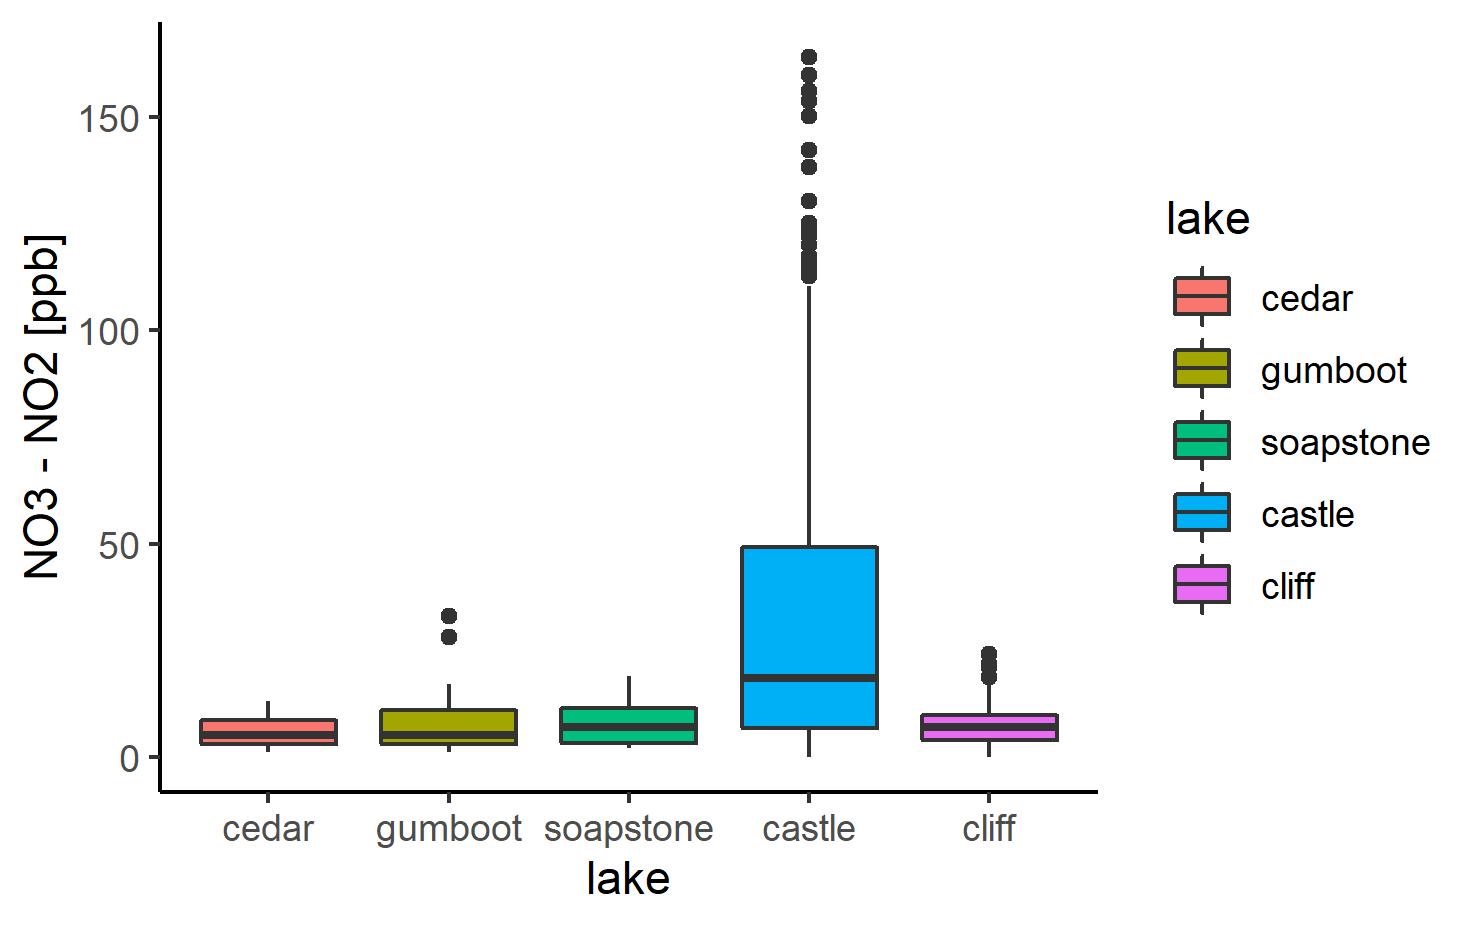 NO3 - NO2 [ppb]
150
100
50
0
cedar gumboot soapstone castle cliff
lake
lake
cedar
gumboot
soapstone
castle
cliff